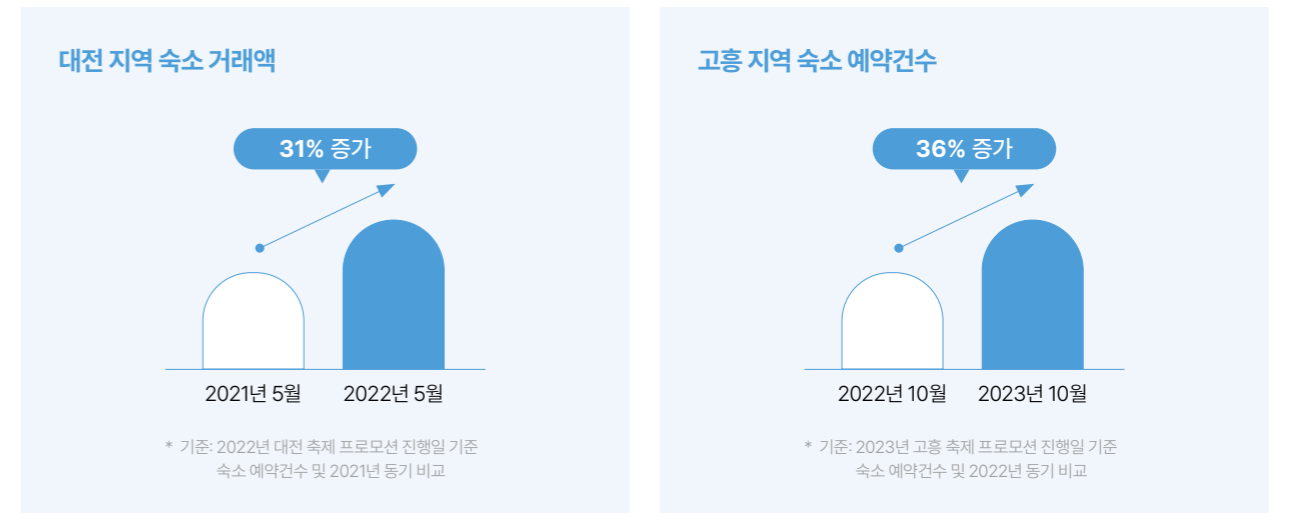 대전 지역 숙소 거래액
31% 증가
2021년 5월
2022년 5월
* 기준: 2022년 대전 축제 프로모션 진행일 기준
숙소 예약건수 및 2021년 동기 비교
고흥 지역 숙소 예약건수
36% 증가
2022년 10월
2023년 10월
* 기준: 2023년 고흥 축제 프로모션 진행일 기준
숙소 예약건수 및 2022년 동기 비교